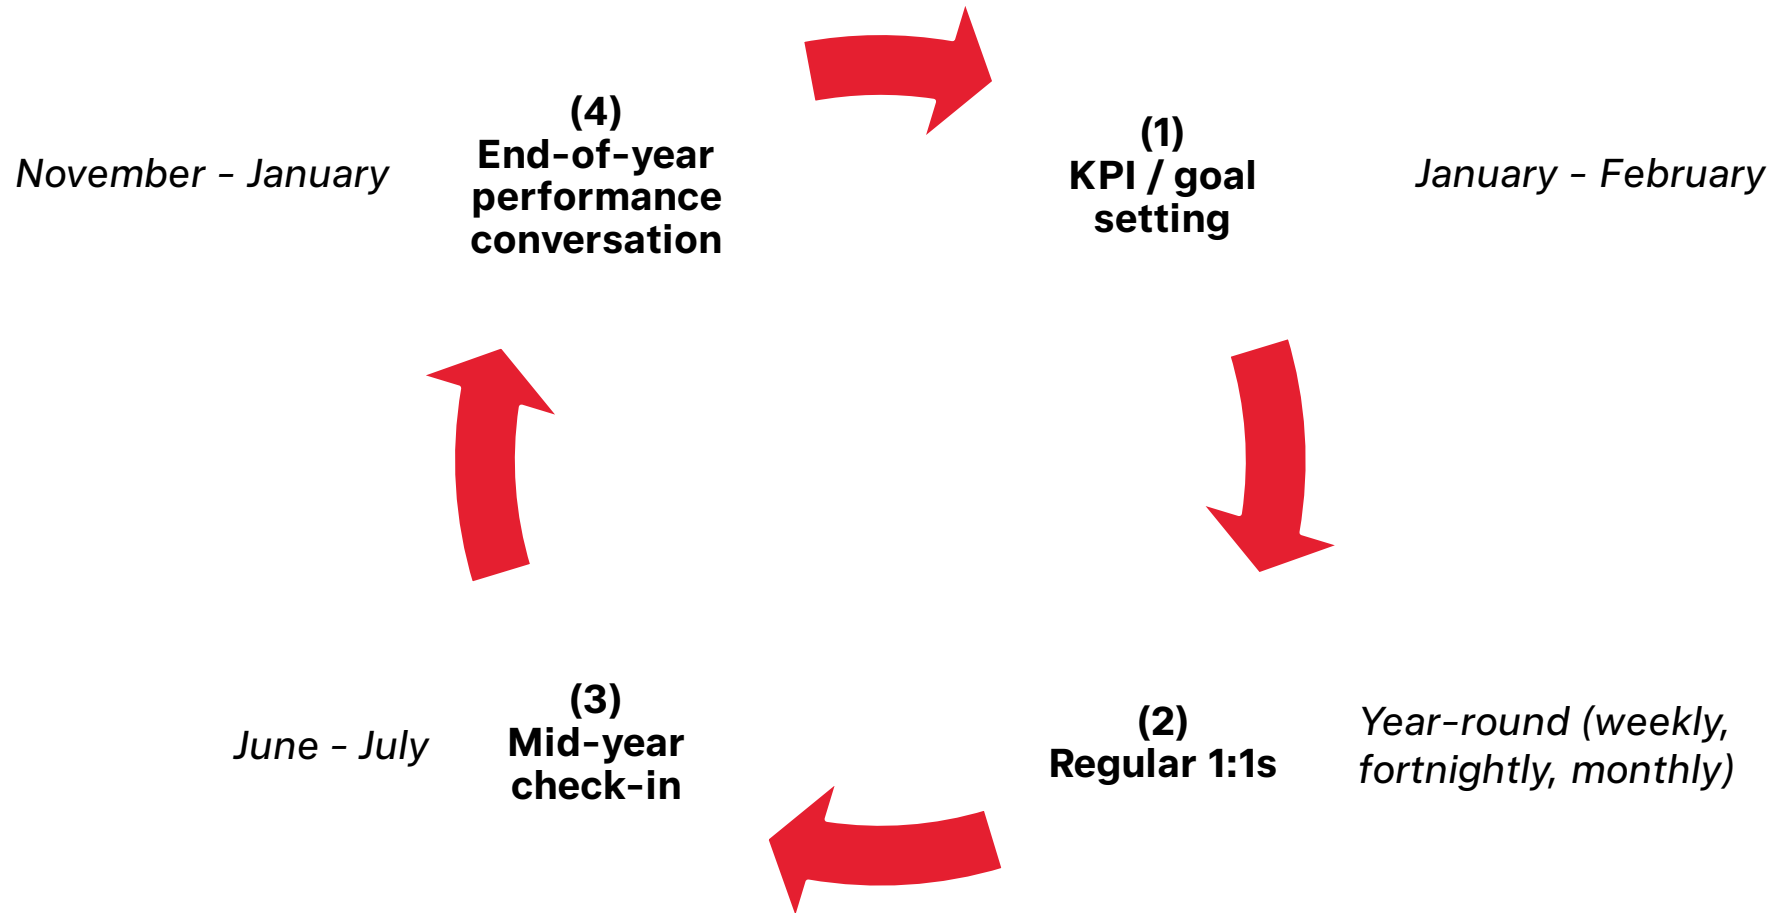 (4)
End-of-year
performance
conversation
November - January
(1)
KPI / goal
setting
January - February
(3)
Mid-year
check-in
June - July
(2)
Regular 1:1s
Year-round (weekly,
fortnightly, monthly)